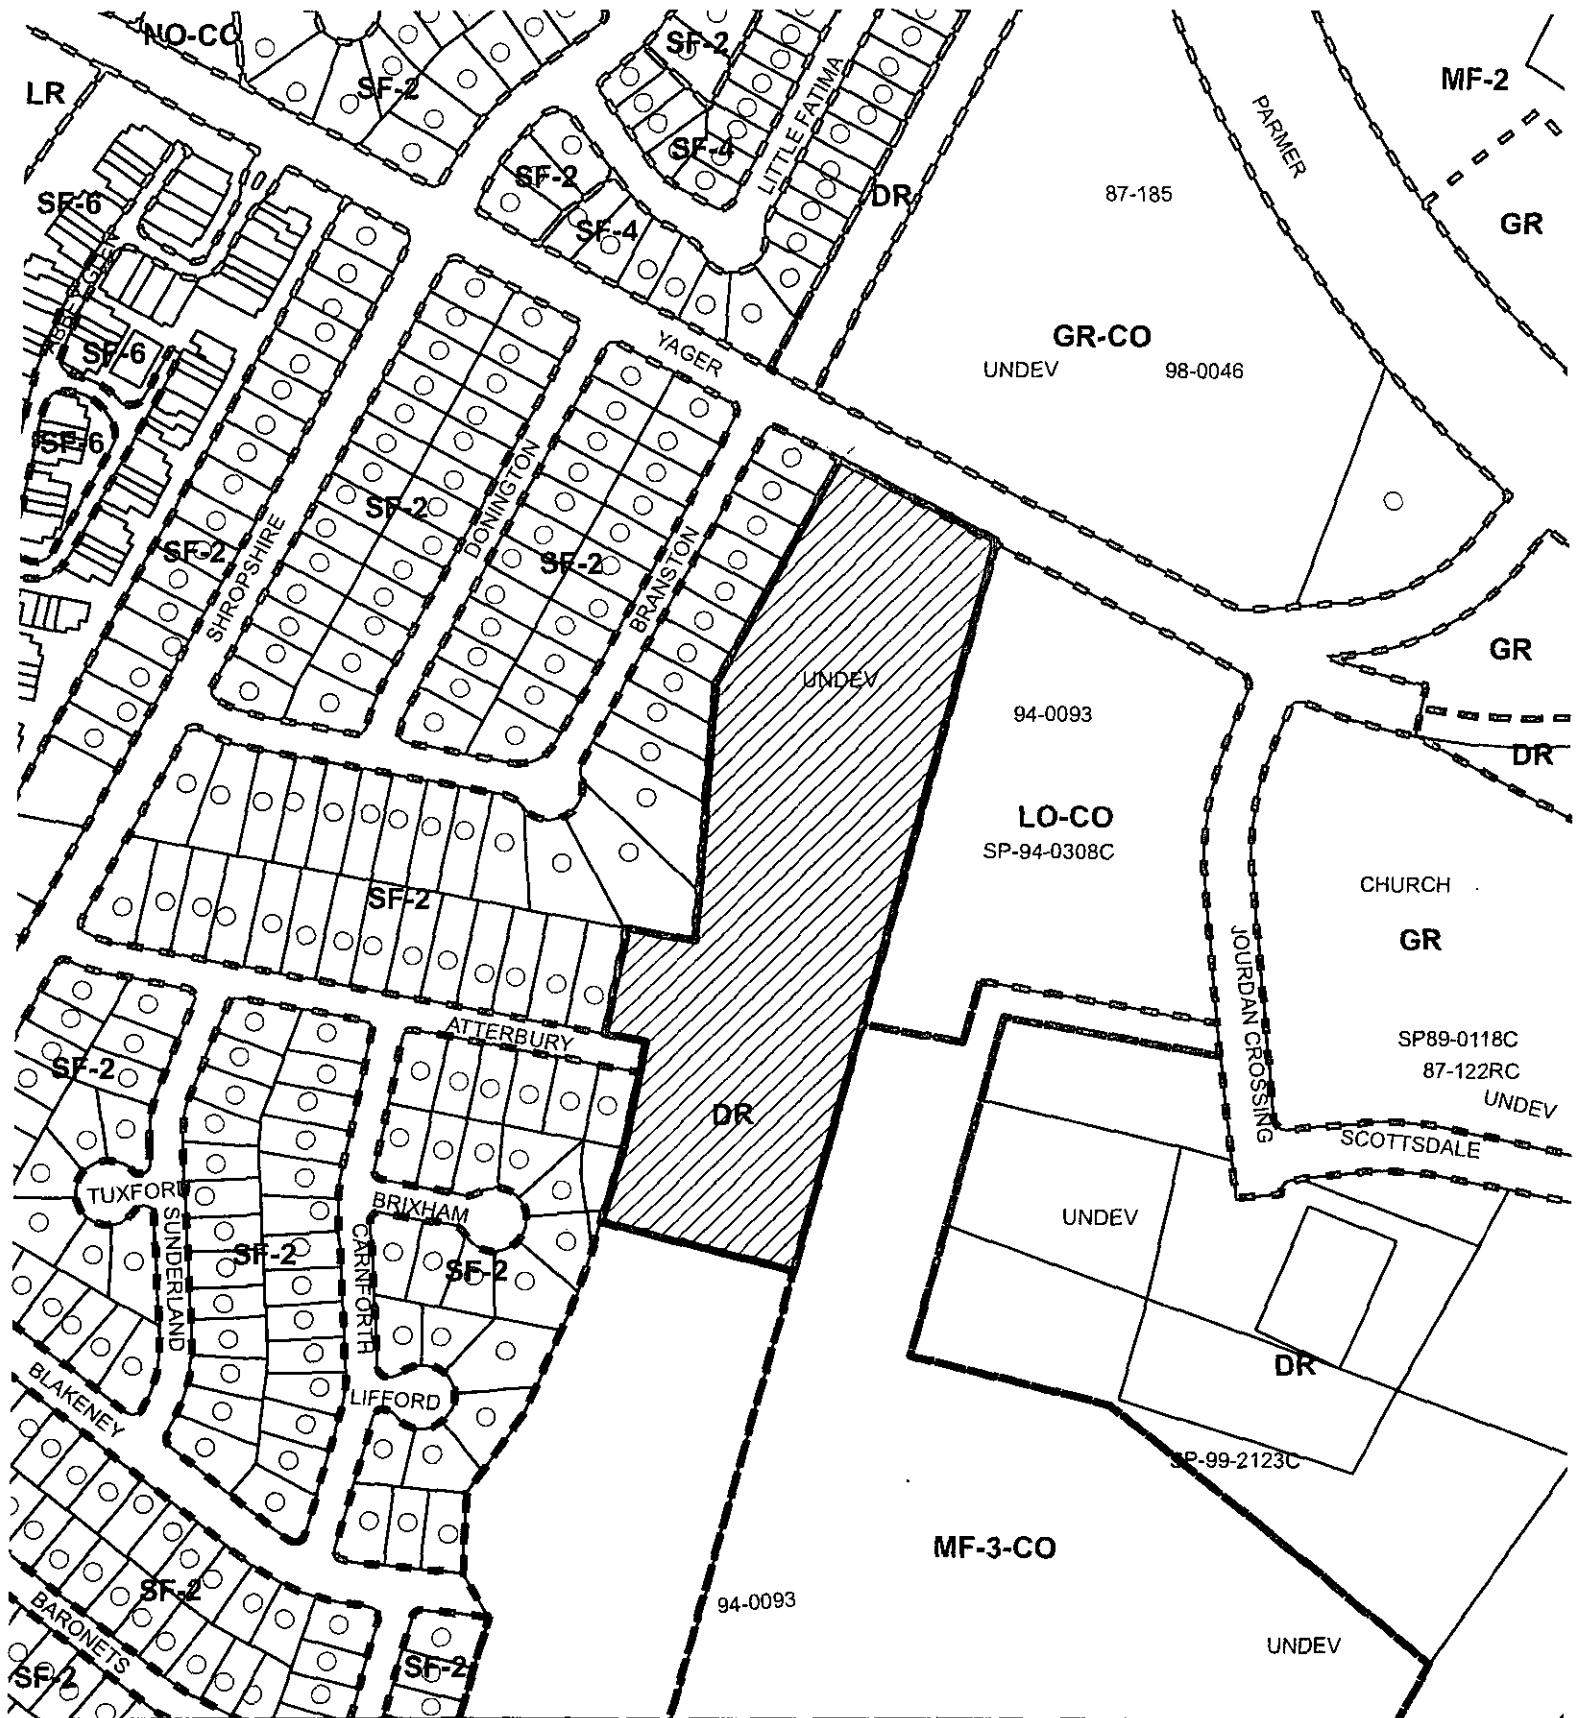 NO-CO
SF-2
SF-2
LR
MF-2
LITTLE FATIMA
PARMER
SF-4
SF-2
DR
87-185
SF-6
SF-4
GR
ABBEY GLEN
YAGER
GR-CO
SF-6
UNDEV
98-0046
SF-6
DONINGTON
SF-2
SHROPSHIRE
SF-2
SF-2
BRANSTON
GR
UNDEV
94-0093
DR
LO-CO
SP-94-0308C
CHURCH
SF-2
GR
JOURDAN CROSSING
ATTERBURY
SP89-0118C
SF-2
87-122RC
UNDEV
DR
SCOTTSDALE
TUXFORD
BRIXHAM
UNDEV
SUNDERLAND
CARNFORTH
SF-2
SF-2
DR
BLAKENEY
LIFFORD
SP-99-2123C
MF-3-CO
SF-2
94-0093
BARONETS
UNDEV
SF-2
SF-2